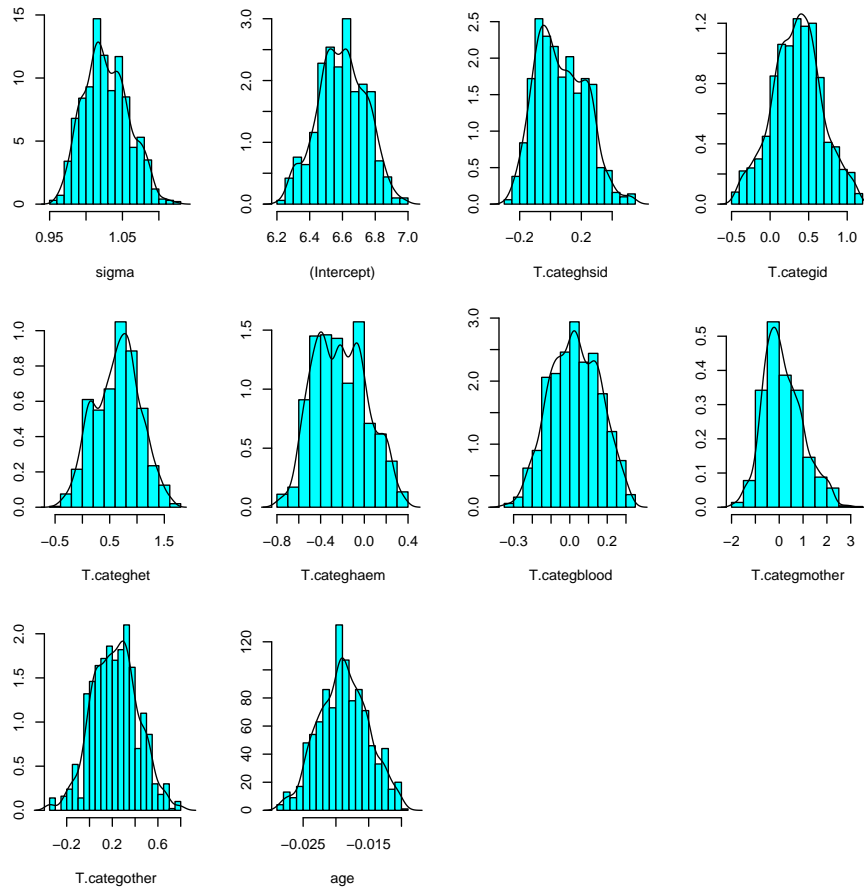 0 5 10 15
0.95 1.05
sigma
0.0 1.0 2.0 3.0
6.2 6.4 6.6 6.8 7.0
(Intercept)
0.0 0.5 1.0 1.5 2.0 2.5
−0.2 0.2
T.categhsid
0.0 0.4 0.8 1.2
−0.5 0.0 0.5 1.0
T.categid
0.0 0.2 0.4 0.6 0.8 1.0
−0.5 0.5 1.5
T.categhet
0.0 0.5 1.0 1.5
−0.8 −0.4 0.0 0.4
T.categhaem
0.0 1.0 2.0 3.0
−0.3 0.0 0.2
T.categblood
0.0 0.1 0.2 0.3 0.4 0.5
−2 0 1 2 3
T.categmother
0.0 0.5 1.0 1.5 2.0
−0.2 0.2 0.6
T.categother
0 20 40 60 80 120
−0.025 −0.015
age